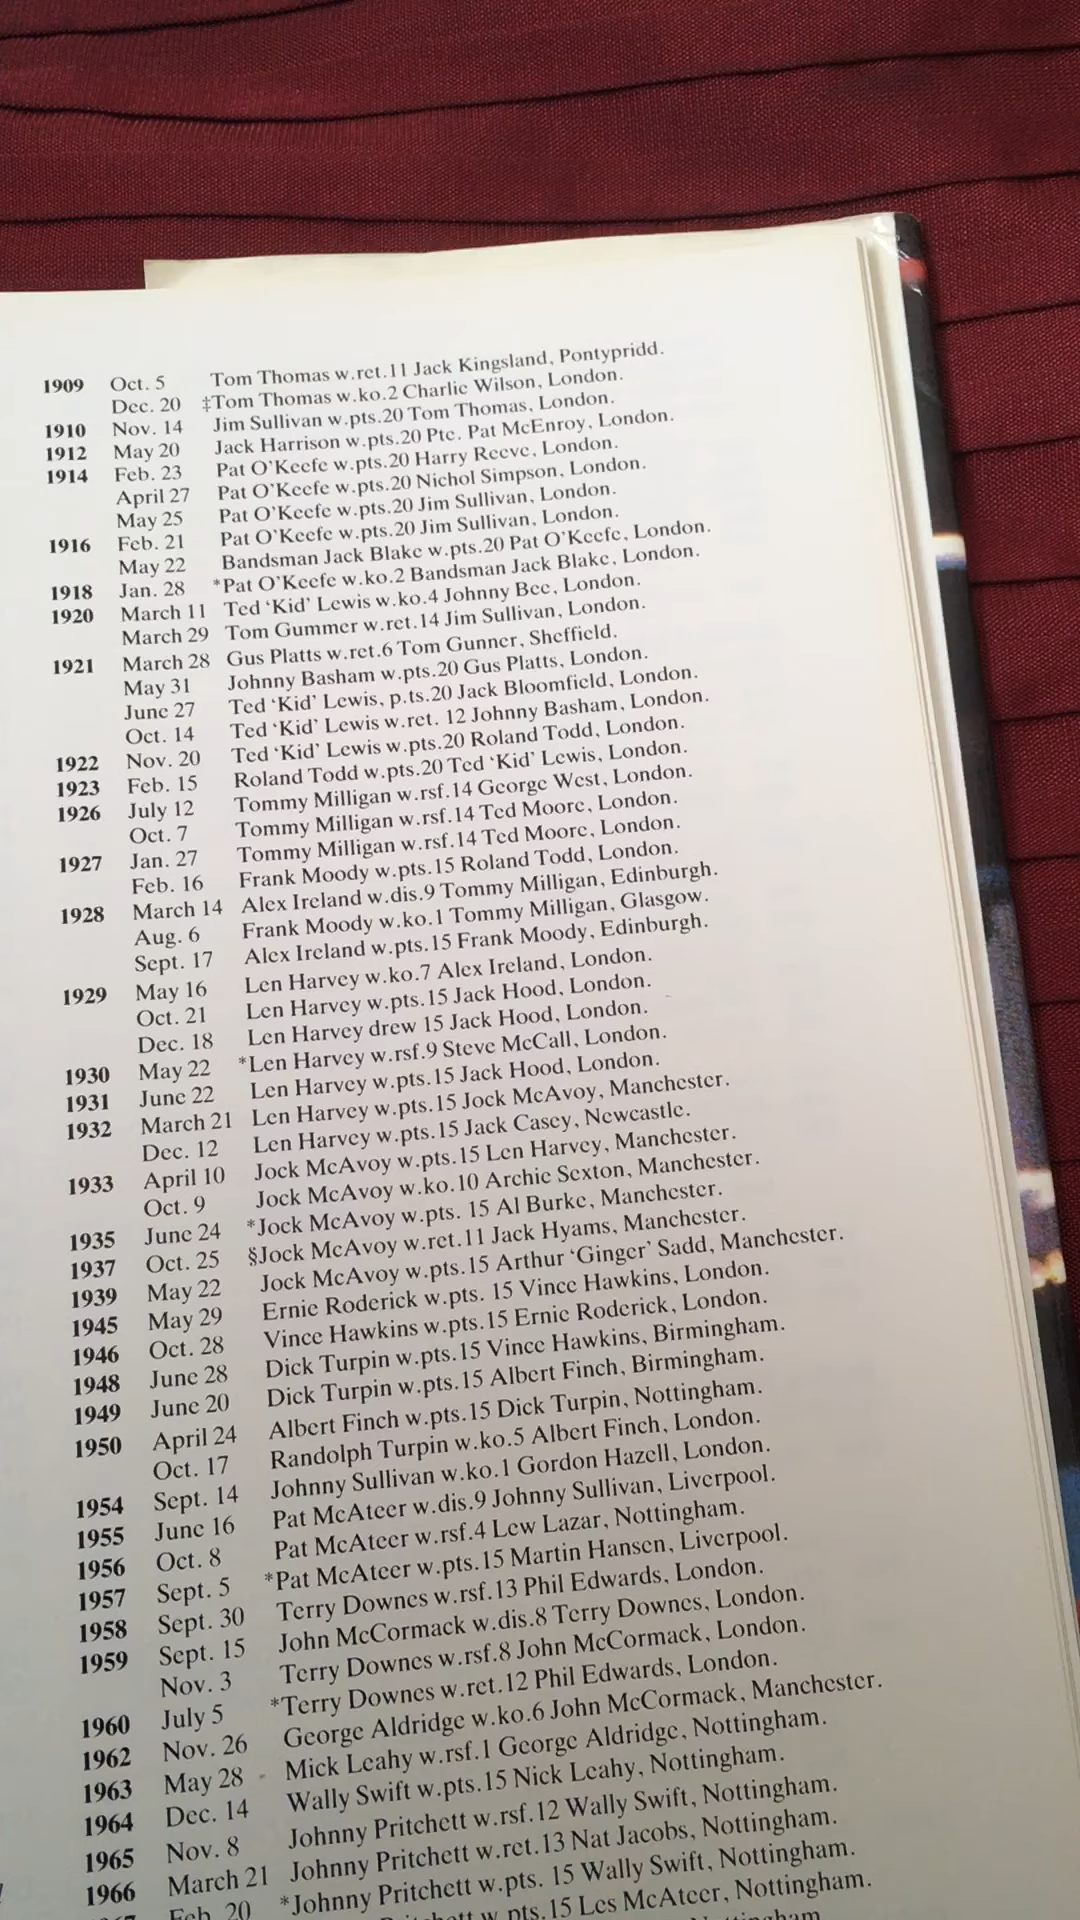 1909 Oct. 5 Tom Thomas w.ret.11 Jack Kingsland, Pontypridd.
Dec. 20 ‡Tom Thomas w.ko.2 Charlie Wilson, London.
1910 Nov. 14 Jim Sullivan w.pts.20 Tom Thomas, London.
1912 May 20 Jack Harrison w.pts.20 Pte. Pat McEnroy, London.
1914 Feb. 23 Pat O'Keefe w.pts.20 Harry Reeve, London.
April 27 Pat O'Keefe w.pts.20 Nichol Simpson, London.
May 25 Pat O'Keefe w.pts.20 Jim Sullivan, London.
1916 Feb. 21 Pat O'Keefe w.pts.20 Jim Sullivan, London.
May 22 Bandsman Jack Blake w.pts.20 Pat O'Keefe, London.
1918 Jan. 28 *Pat O'Keefe w.ko.2 Bandsman Jack Blake, London.
1920 March 11 Ted 'Kid' Lewis w.ko.4 Johnny Bee, London.
March 29 Tom Gummer w.ret.14 Jim Sullivan, London.
1921 March 28 Gus Platts w.ret.6 Tom Gunner, Sheffield.
May 31 Johnny Basham w.pts.20 Gus Platts, London.
June 27 Ted 'Kid' Lewis, p.ts.20 Jack Bloomfield, London.
Oct. 14 Ted 'Kid' Lewis w.ret. 12 Johnny Basham, London.
1922 Nov. 20 Ted 'Kid' Lewis w.pts.20 Roland Todd, London.
1923 Feb. 15 Roland Todd w.pts.20 Ted 'Kid' Lewis, London.
1926 July 12 Tommy Milligan w.rsf.14 George West, London.
Oct. 7 Tommy Milligan w.rsf.14 Ted Moore, London.
1927 Jan. 27 Tommy Milligan w.rsf.14 Ted Moore, London.
Feb. 16 Frank Moody w.pts.15 Roland Todd, London.
1928 March 14 Alex Ireland w.dis.9 Tommy Milligan, Edinburgh.
Aug. 6 Frank Moody w.ko.1 Tommy Milligan, Glasgow.
Sept. 17 Alex Ireland w.pts.15 Frank Moody, Edinburgh.
1929 May 16 Len Harvey w.ko.7 Alex Ireland, London.
Oct. 21 Len Harvey w.pts.15 Jack Hood, London.
Dec. 18 Len Harvey drew 15 Jack Hood, London.
1930 May 22 *Len Harvey w.rsf.9 Steve McCall, London.
1931 June 22 Len Harvey w.pts.15 Jack Hood, London.
1932 March 21 Len Harvey w.pts.15 Jock McAvoy, Manchester.
Dec. 12 Len Harvey w.pts.15 Jack Casey, Newcastle.
1933 April 10 Jock McAvoy w.pts.15 Len Harvey, Manchester.
Oct. 9 Jock McAvoy w.ko.10 Archie Sexton, Manchester.
1935 June 24 *Jock McAvoy w.pts. 15 Al Burke, Manchester.
1937 Oct. 25 §Jock McAvoy w.ret.11 Jack Hyams, Manchester.
1939 May 22 Jock McAvoy w.pts.15 Arthur 'Ginger' Sadd, Manchester.
1945 May 29 Ernie Roderick w.pts. 15 Vince Hawkins, London.
1946 Oct. 28 Vince Hawkins w.pts.15 Ernie Roderick, London.
1948 June 28 Dick Turpin w.pts.15 Vince Hawkins, Birmingham.
1949 June 20 Dick Turpin w.pts.15 Albert Finch, Birmingham.
1950 April 24 Albert Finch w.pts.15 Dick Turpin, Nottingham.
Oct. 17 Randolph Turpin w.ko.5 Albert Finch, London.
1954 Sept. 14 Johnny Sullivan w.ko.1 Gordon Hazell, London.
1955 June 16 Pat McAteer w.dis.9 Johnny Sullivan, Liverpool.
1956 Oct. 8 Pat McAteer w.rsf.4 Lew Lazar, Nottingham.
1957 Sept. 5 *Pat McAteer w.pts.15 Martin Hansen, Liverpool.
1958 Sept. 30 Terry Downes w.rsf.13 Phil Edwards, London.
1959 Sept. 15 John McCormack w.dis.8 Terry Downes, London.
Nov. 3 Terry Downes w.rsf.8 John McCormack, London.
1960 July 5 *Terry Downes w.ret.12 Phil Edwards, London.
1962 Nov. 26 George Aldridge w.ko.6 John McCormack, Manchester.
1963 May 28 Mick Leahy w.rsf.1 George Aldridge, Nottingham.
1964 Dec. 14 Wally Swift w.pts.15 Nick Leahy, Nottingham.
1965 Nov. 8 Johnny Pritchett w.rsf.12 Wally Swift, Nottingham.
1966 March 21 Johnny Pritchett w.ret.13 Nat Jacobs, Nottingham.
Feb. 20 *Johnny Pritchett w.pts. 15 Wally Swift, Nottingham.
w.pts.15 Les McAteer, Nottingham.